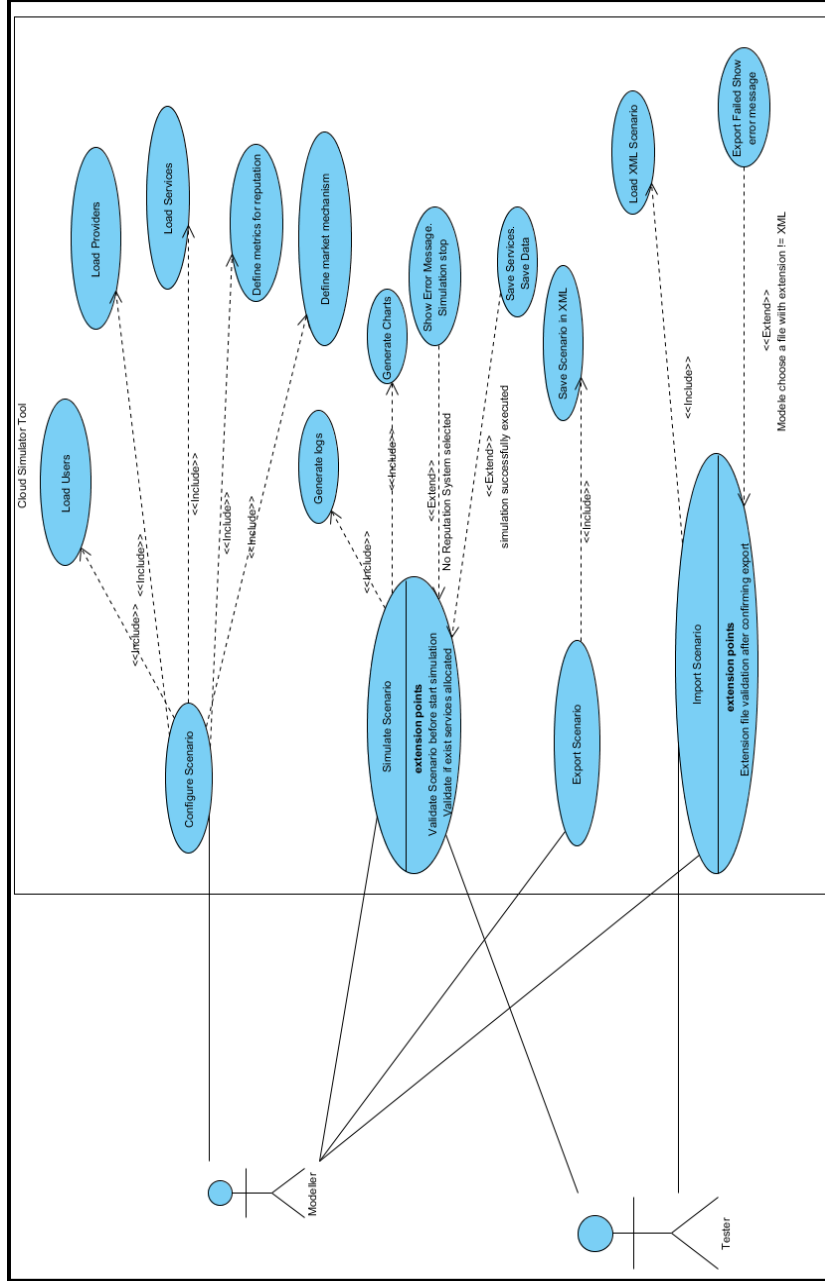 Cloud Simulator Tool
Load Users
Load Providers
Load Services
Define metrics for reputation
Define market mechanism
<<Include>>
<<Include>>
<<Include>>
<<Include>>
<<Include>>
Configure Scenario
Generate logs
Generate Charts
Show Error Message.
Simulation stop
Save Services.
Save Data
<<Include>>
<<Include>>
<<Extend>>
No Reputation System selected
<<Extend>>
simulation successfully executed
Simulate Scenario
extension points
Validate Scenario before start simulation
Validate if exist services allocated
Save Scenario in XML
<<Include>>
Export Scenario
Load XML Scenario
<<Include>>
Export Failed Show
error message
<<Extend>>
Modele choose a file wiith extension != XML
Import Scenario
extension points
Extension file validation after confirming export
Modeller
Tester